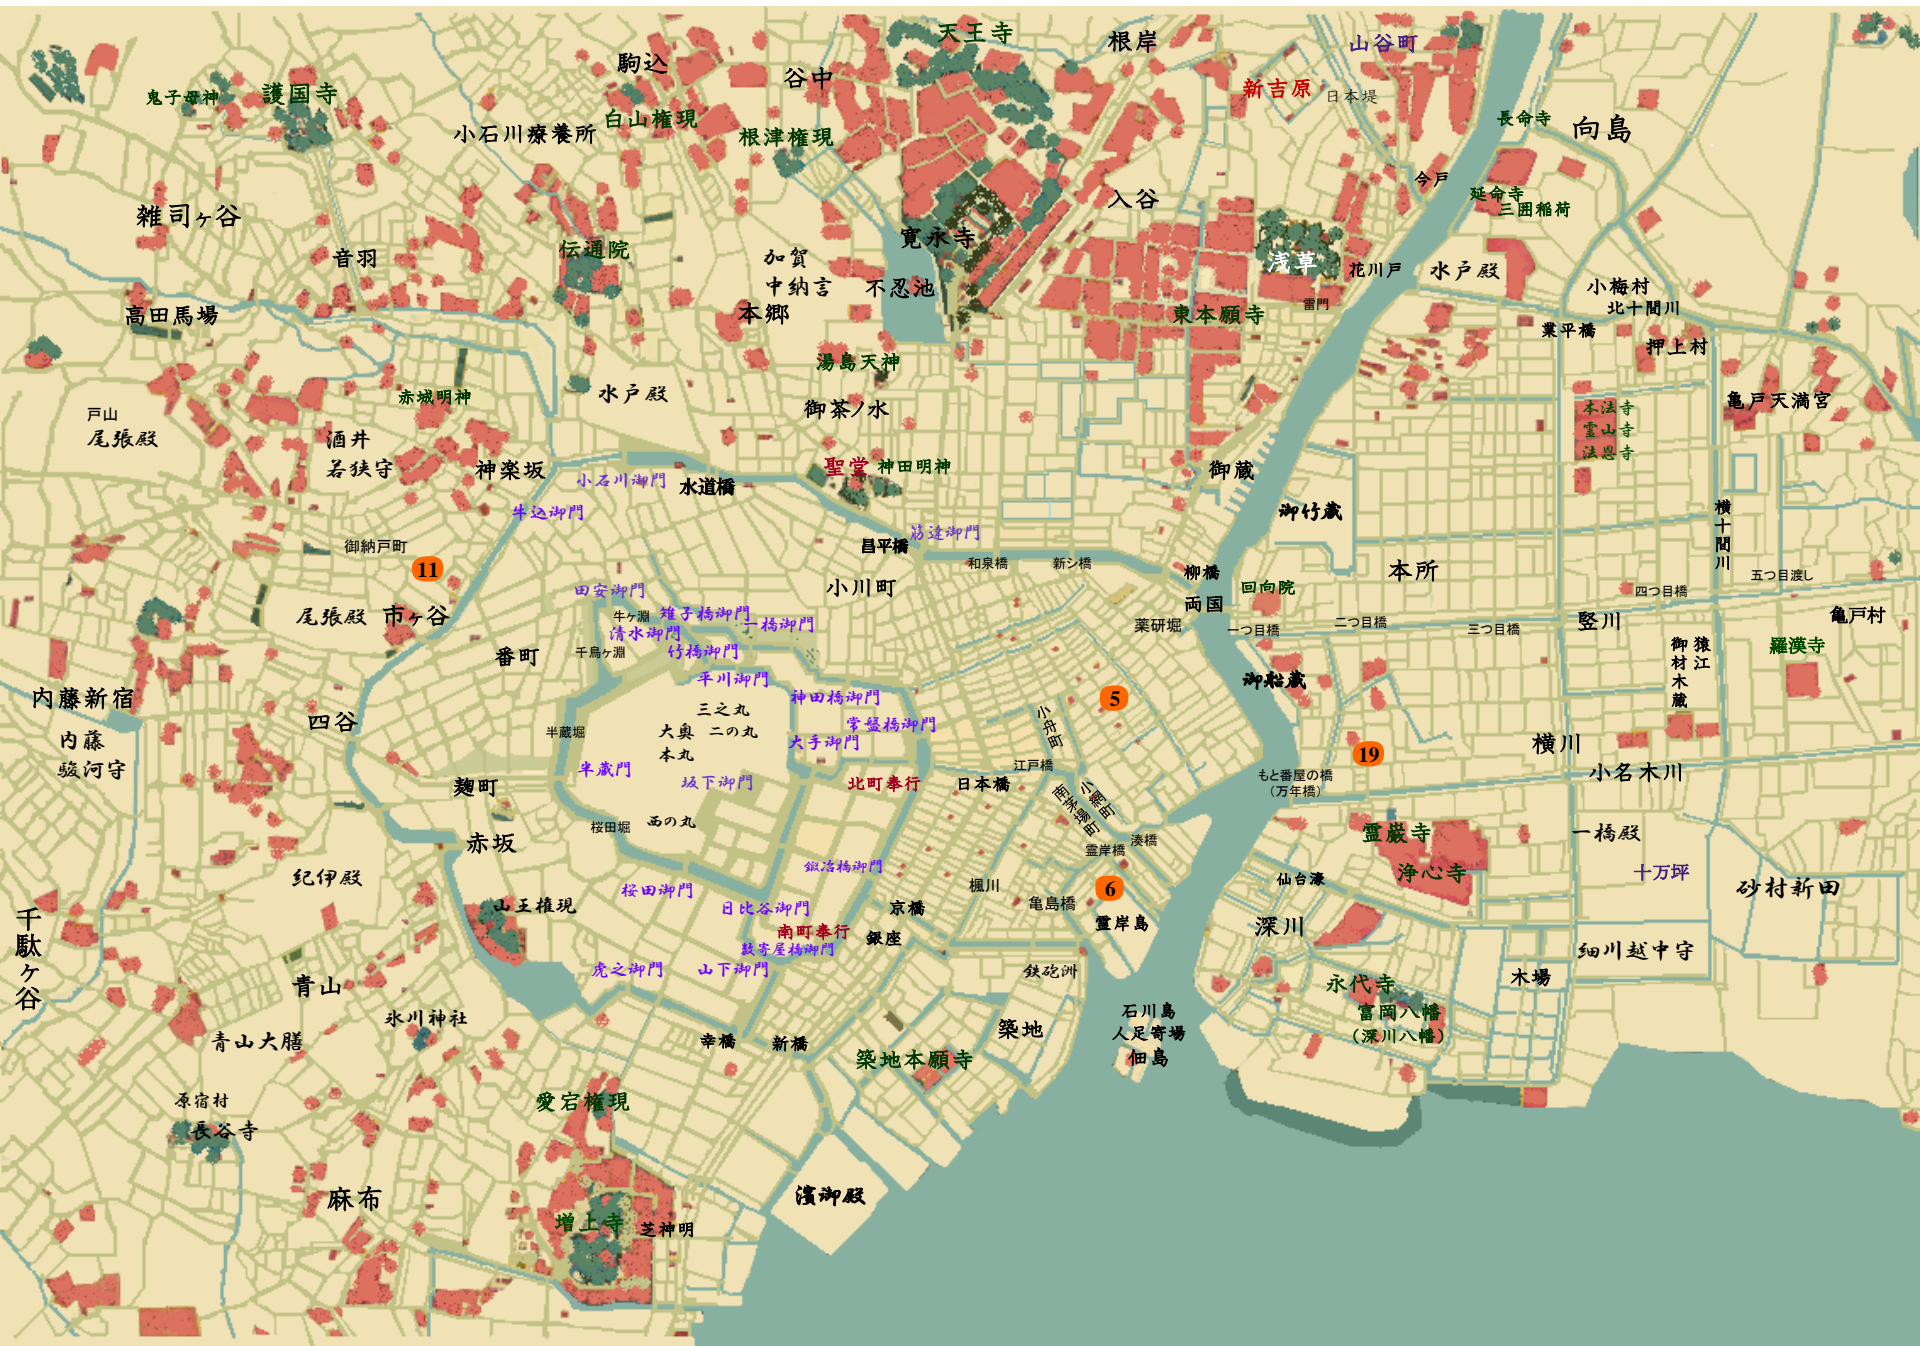 天王寺
根岸
山谷町
駒込
谷中
鬼子母神
護国寺
新吉原
日本堤
小石川療養所
白山権現
根津権現
長命寺
向島
今戸
延命寺
三囲稲荷
雑司ヶ谷
入谷
音羽
伝通院
寛永寺
加賀
中納言
不忍池
浅草
花川戸
水戸殿
小梅村
高田馬場
本郷
東本願寺
雷門
北十間川
業平橋
押上村
湯島天神
赤城明神
水戸殿
御茶ノ水
本法寺
霊山寺
法恩寺
亀戸天満宮
戸山
尾張殿
酒井
若狭守
神楽坂
小石川御門
水道橋
聖堂
神田明神
御蔵
牛込御門
御竹蔵
横十間川
御納戸町
11
昌平橋
筋違御門
和泉橋
新シ橋
柳橋
両国
回向院
本所
五つ目渡し
四つ目橋
田安御門
小川町
尾張殿
市ヶ谷
牛ヶ淵
雉子橋御門
一橋御門
清水御門
薬研堀
一つ目橋
二つ目橋
三つ目橋
竪川
亀戸村
番町
千鳥ヶ淵
竹橋御門
平川御門
御船蔵
猿江
御材木蔵
羅漢寺
内藤新宿
内藤
駿河守
四谷
神田橋御門
5
三之丸
大奥
二の丸
本丸
常盤橋御門
大手御門
小舟町
半蔵堀
半蔵門
坂下御門
北町奉行
日本橋
江戸橋
19
横川
小名木川
もと番屋の橋
(万年橋)
麹町
南茅場町
小網町
西の丸
桜田堀
赤坂
湊橋
霊岸橋
霊巌寺
浄心寺
一橋殿
紀伊殿
鍛冶橋御門
桜田御門
楓川
6
亀島橋
仙台濠
十万坪
砂村新田
山王権現
日比谷御門
京橋
千駄ヶ谷
南町奉行
銀座
霊岸島
深川
数寄屋橋御門
細川越中守
虎之御門
山下御門
鉄砲洲
永代寺
木場
青山
氷川神社
石川島
人足寄場
佃島
富岡八幡
(深川八幡)
青山大膳
幸橋
新橋
築地
築地本願寺
原宿村
長谷寺
愛宕権現
麻布
濱御殿
増上寺
芝神明